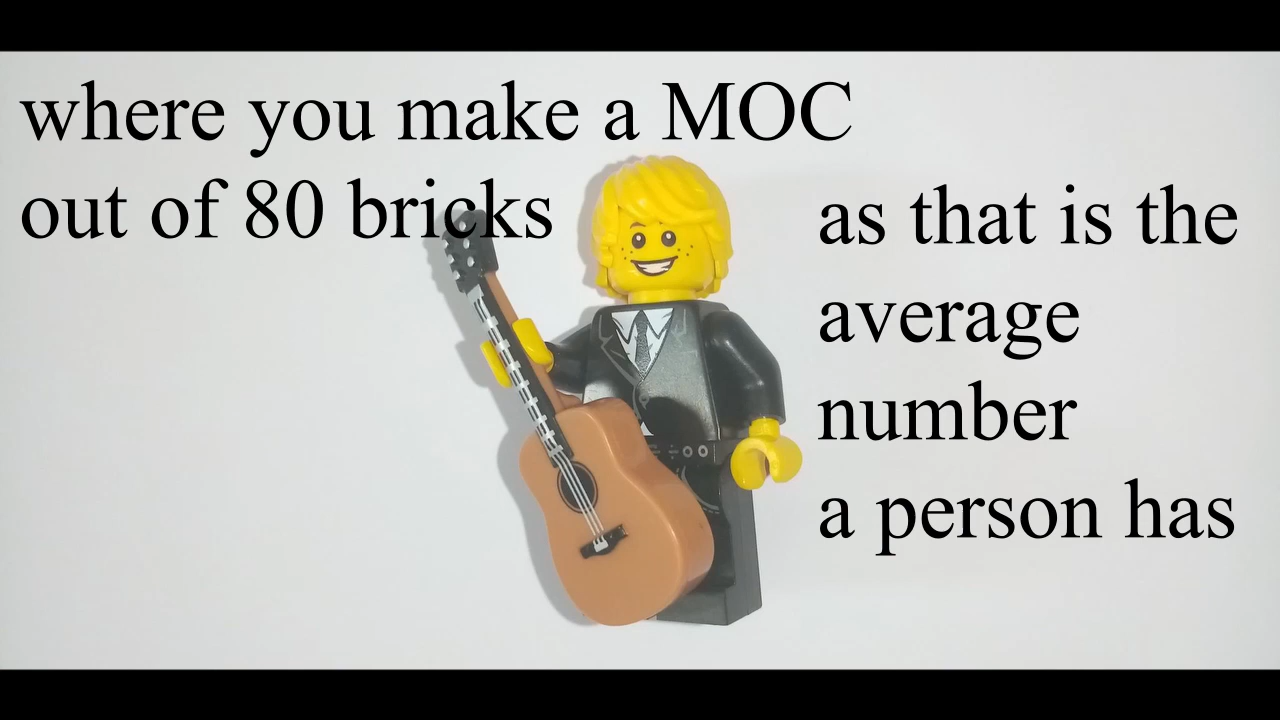 where you make a MOC
out of 80 bricks
as that is the
average
number
a person has